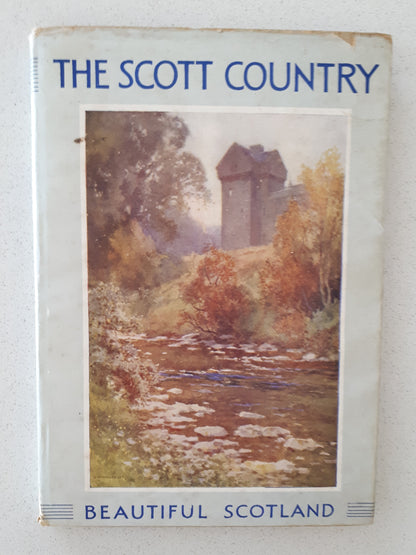 THE SCOTT COUNTRY
BEAUTIFUL SCOTLAND